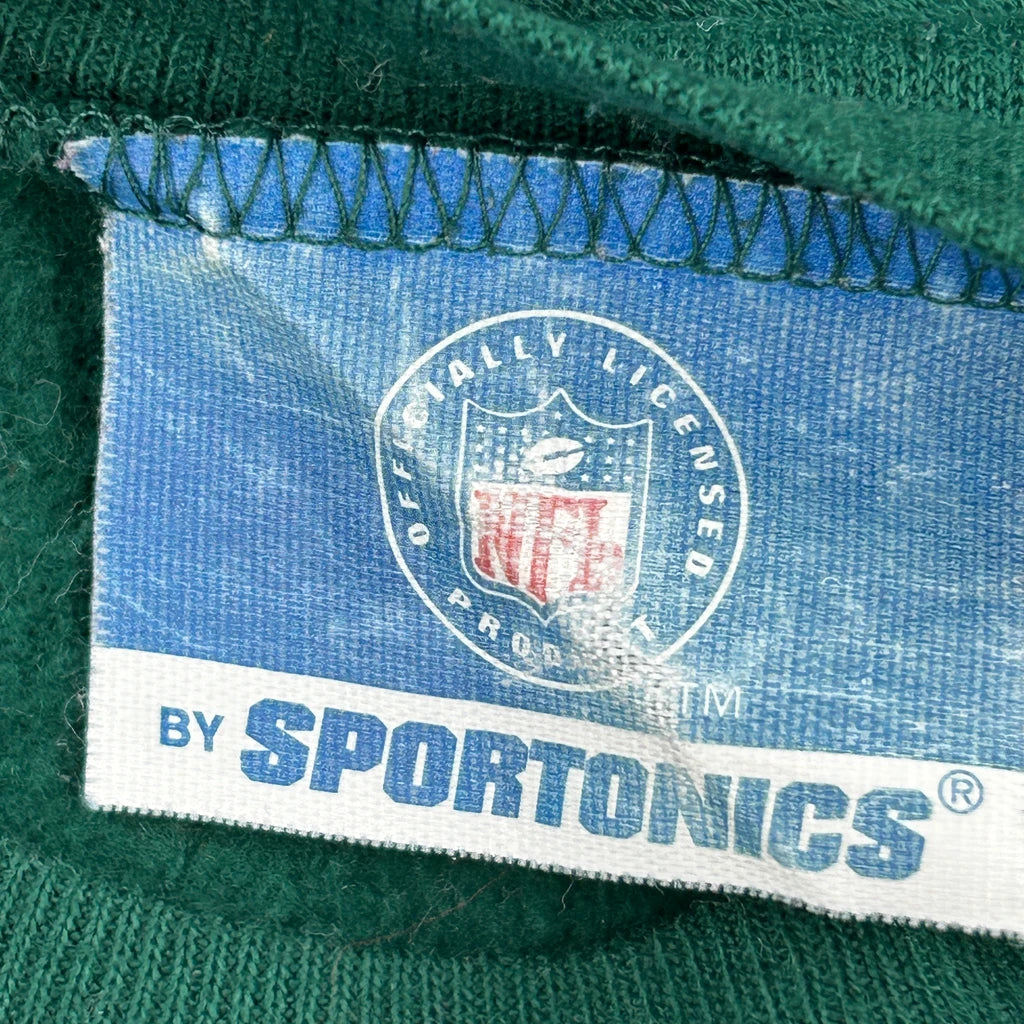 OFFICIALLY LICENSED
NFL
PRODUCT
TM
BY SPORTONICS®